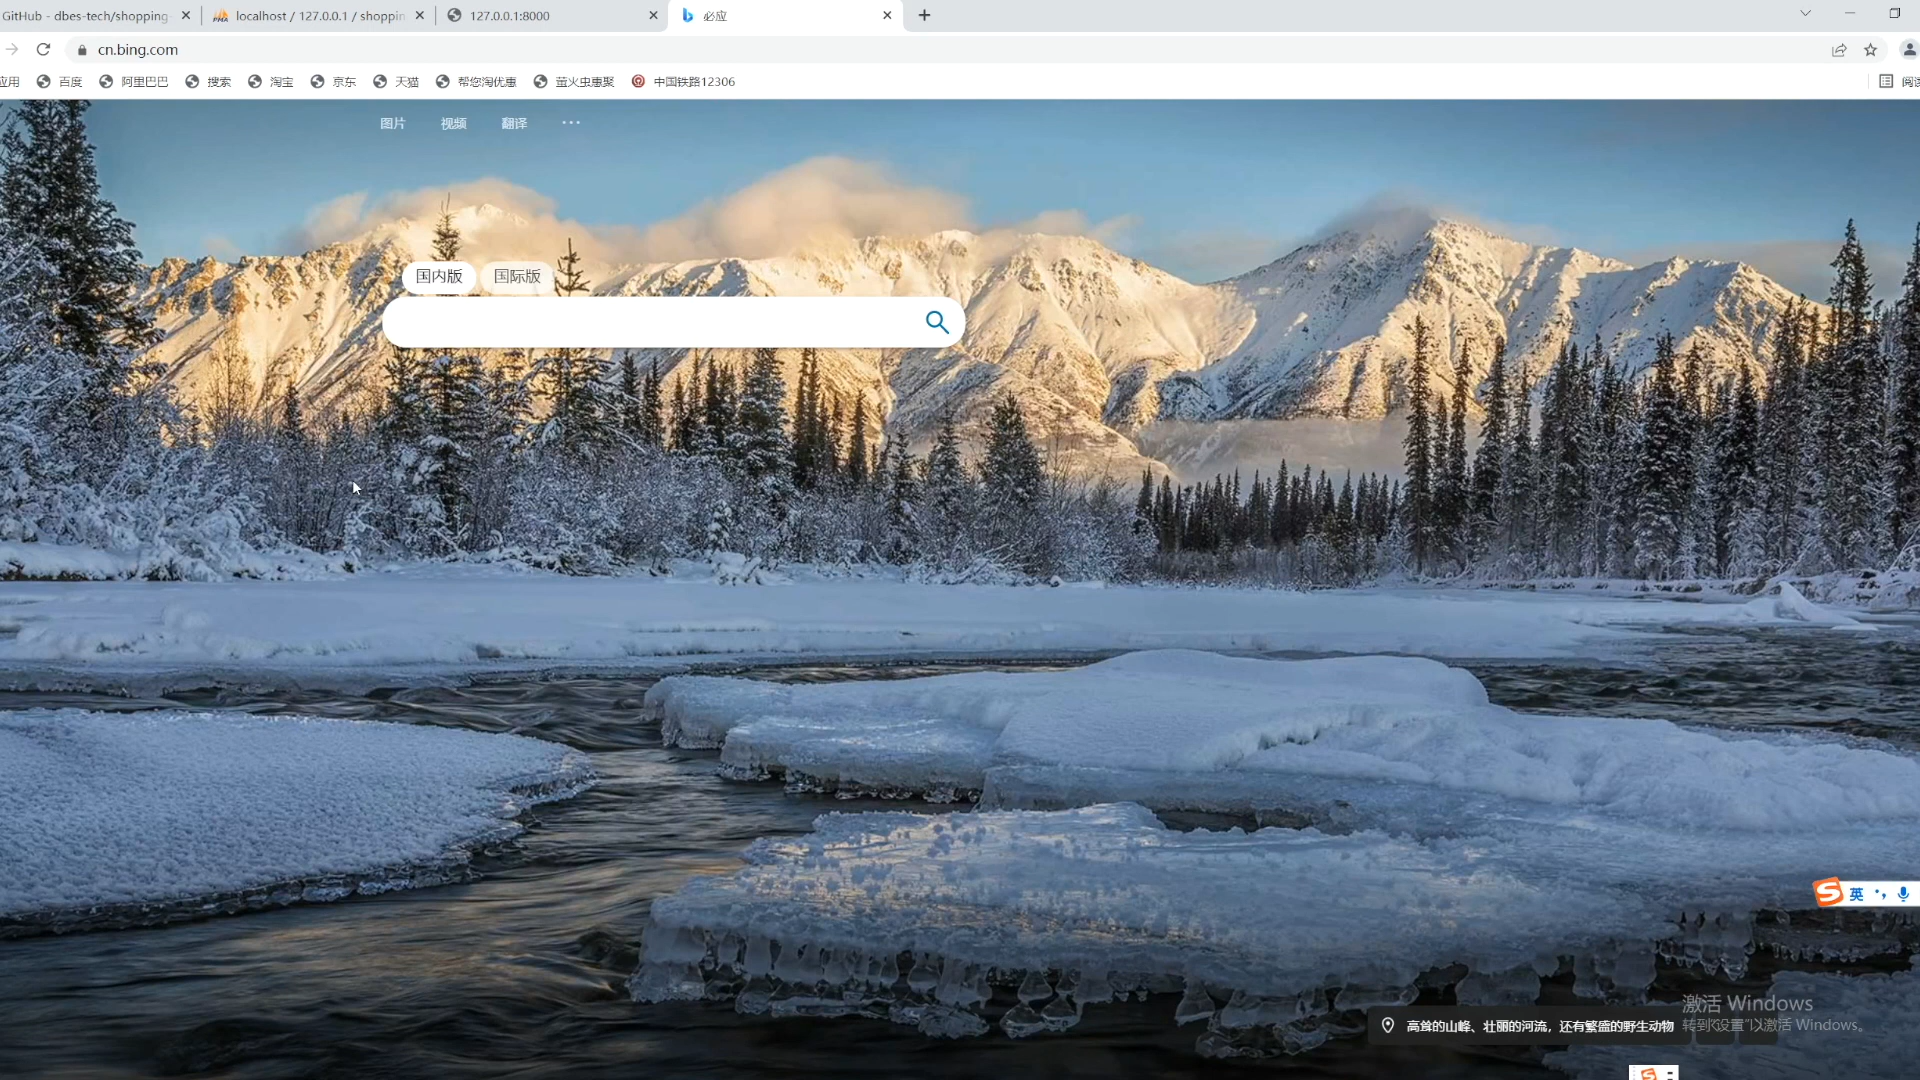 GitHub - dbes-tech/shopping-
localhost / 127.0.0.1 / shoppin
127.0.0.1:8000
必应
cn.bing.com
应用
百度
阿里巴巴
搜索
淘宝
京东
天猫
帮您淘优惠
萤火虫惠聚
中国铁路12306
阅读
图片
视频
翻译
国内版
国际版
英
激活 Windows
高耸的山峰、壮丽的河流，还有繁盛的野生动物
转到"设置"以激活 Windows。